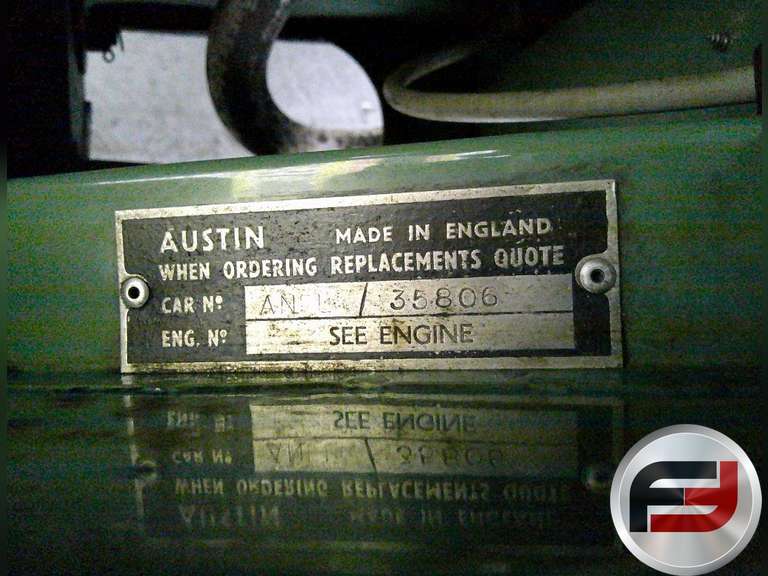 AUSTIN MADE IN ENGLAND
WHEN ORDERING REPLACEMENTS QUOTE
CAR Nº / 35806
ENG. Nº SEE ENGINE